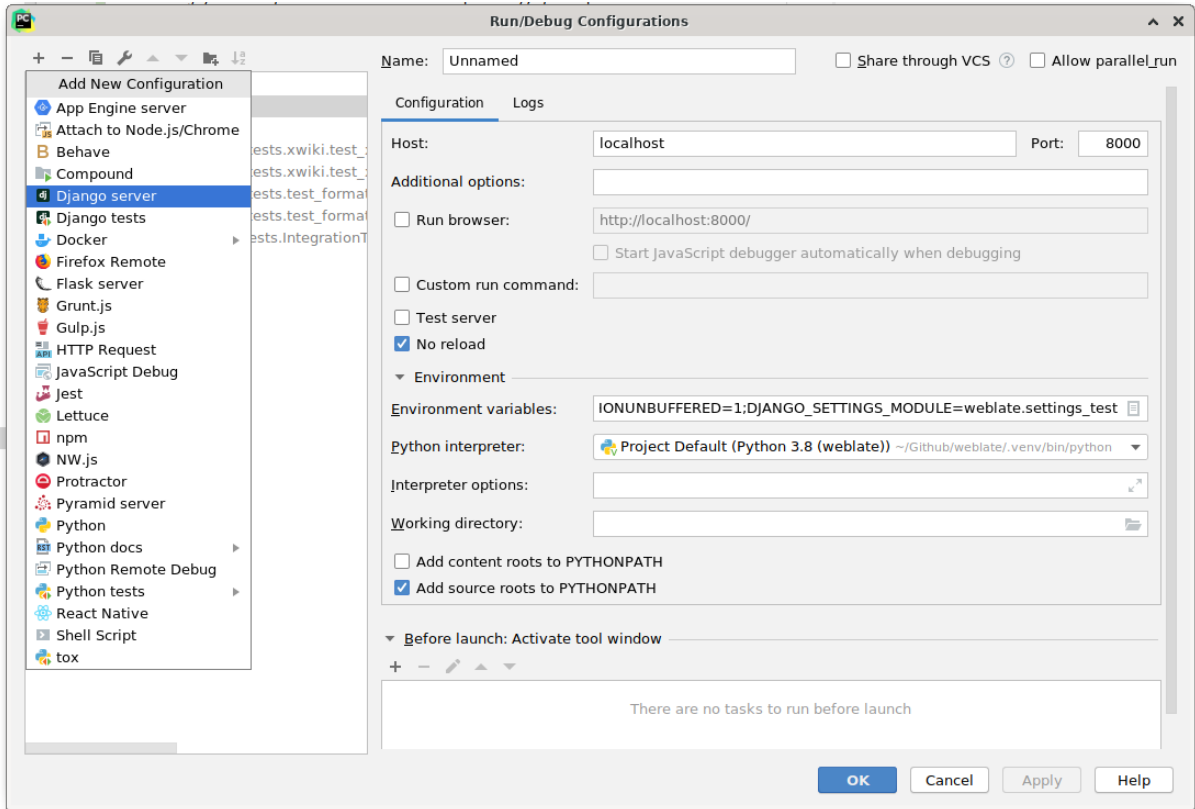 Run/Debug Configurations
Name: Unnamed
Share through VCS ?
Allow parallel run
Add New Configuration
App Engine server
Attach to Node.js/Chrome
Behave
Compound
Django server
Django tests
Docker
Firefox Remote
Flask server
Grunt.js
Gulp.js
HTTP Request
JavaScript Debug
Jest
Lettuce
npm
NW.js
Protractor
Pyramid server
Python
Python docs
Python Remote Debug
Python tests
React Native
Shell Script
tox
ests.xwiki.test_
ests.xwiki.test_
ests.test_format
ests.test_format
ests.IntegrationT
Configuration Logs
Host: localhost Port: 8000
Additional options:
Run browser: http://localhost:8000/
Start JavaScript debugger automatically when debugging
Custom run command:
Test server
No reload
Environment
Environment variables: IONUNBUFFERED=1;DJANGO_SETTINGS_MODULE=weblate.settings_test
Python interpreter: Project Default (Python 3.8 (weblate)) ~/Github/weblate/.venv/bin/python
Interpreter options:
Working directory:
Add content roots to PYTHONPATH
Add source roots to PYTHONPATH
Before launch: Activate tool window
There are no tasks to run before launch
OK Cancel Apply Help